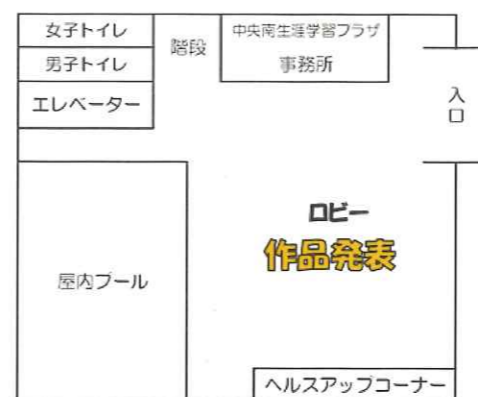 女子トイレ
男子トイレ
エレベーター
階段
中央南生涯学習プラザ
事務所
入口
ロビー
作品発表
屋内プール
ヘルスアップコーナー